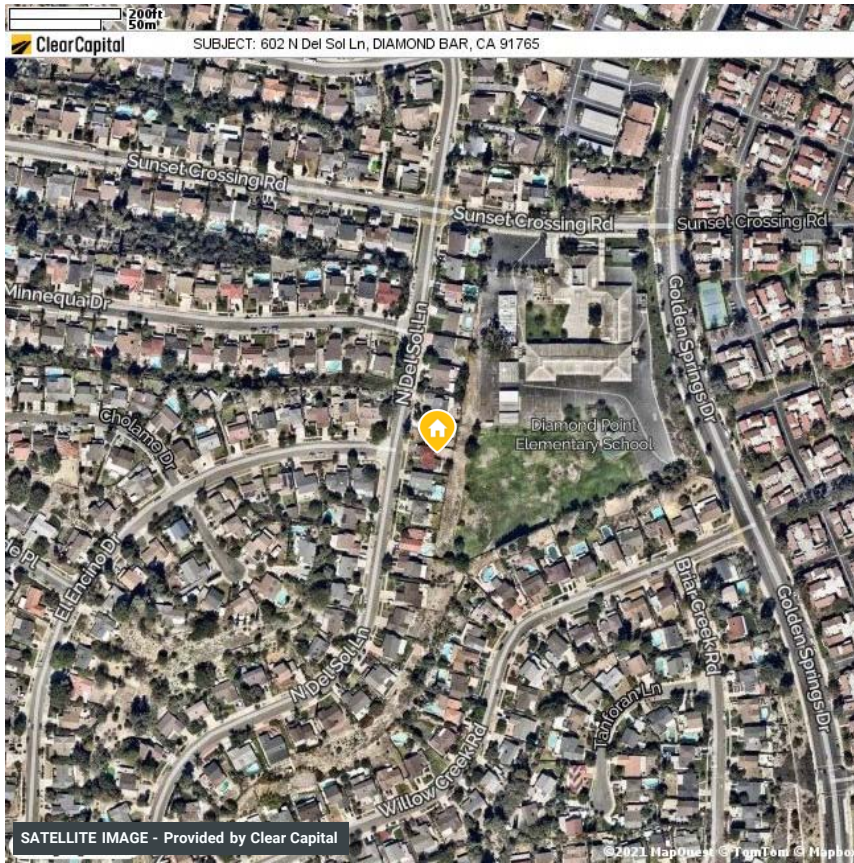 200ft
50m
ClearCapital
SUBJECT: 602 N Del Sol Ln, DIAMOND BAR, CA 91765
Sunset Crossing Rd
Sunset Crossing Rd
Sunset Crossing Rd
Minnequa Dr
Golden Springs Dr
N Del Sol Ln
Cholame Dr
Diamond Point
Elementary School
El Encino Dr
Pl
Briar Creek Rd
Golden Springs Dr
N Del Sol Ln
Tanforan Ln
Willow Creek Rd
SATELLITE IMAGE - Provided by Clear Capital
©2021 MapQuest © TomTom © Mapbox